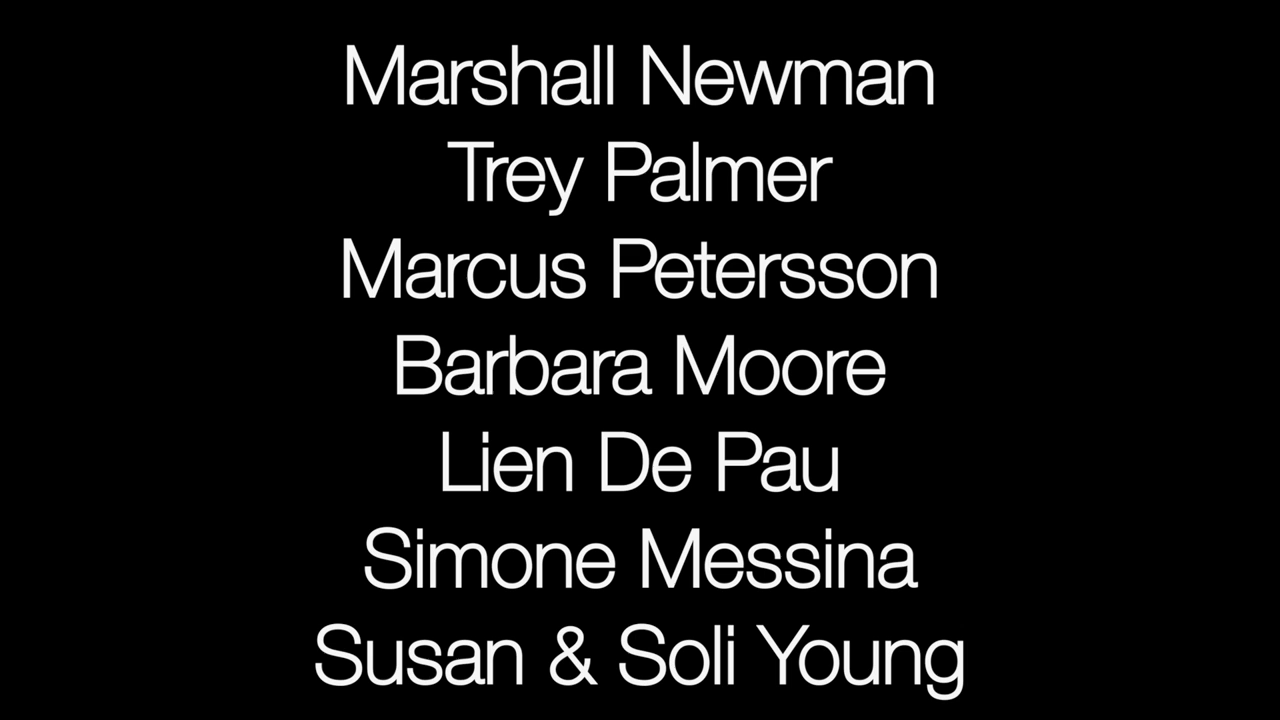 Marshall Newman
Trey Palmer
Marcus Petersson
Barbara Moore
Lien De Pau
Simone Messina
Susan & Soli Young